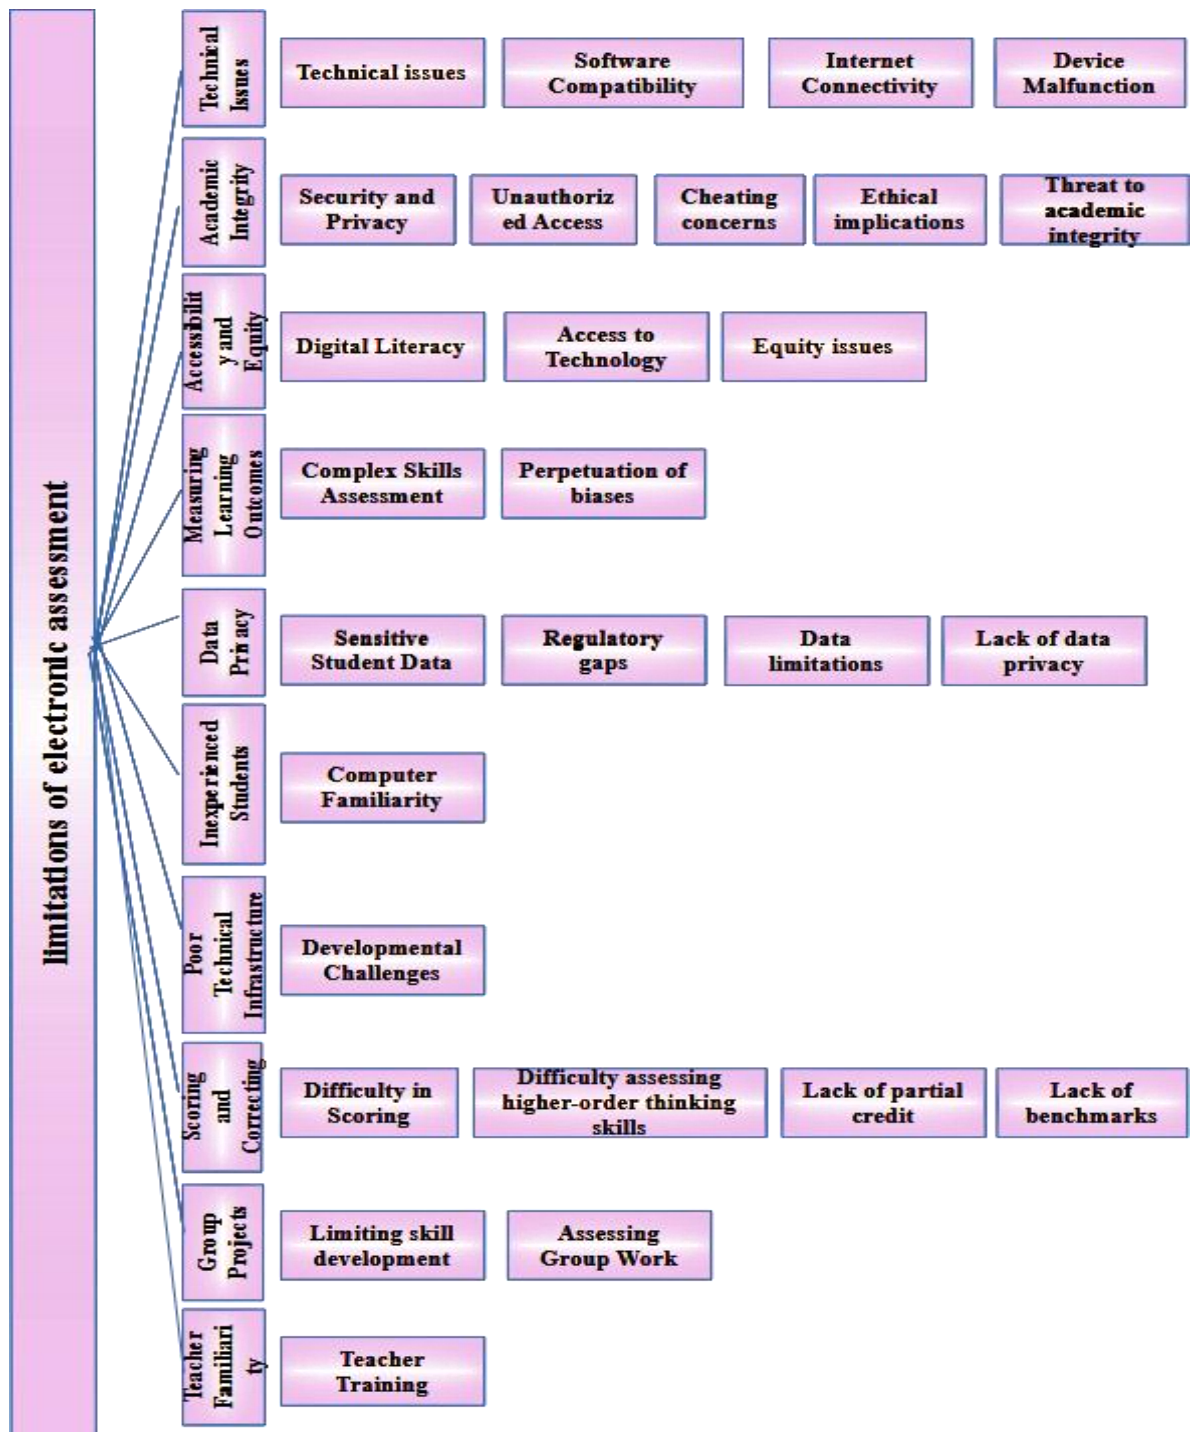 limitations of electronic assessment
Technical
Issues
Technical issues
Software
Compatibility
Internet
Connectivity
Device
Malfunction
Academic
Integrity
Security and
Privacy
Unauthoriz
ed Access
Cheating
concerns
Ethical
implications
Threat to
academic
integrity
Accessibilit
y and
Equity
Digital Literacy
Access to
Technology
Equity issues
Measuring
Learning
Outcomes
Complex Skills
Assessment
Perpetuation of
biases
Data
Privacy
Sensitive
Student Data
Regulatory
gaps
Data
limitations
Lack of data
privacy
Inexperienced
Students
Computer
Familiarity
Poor
Technical
Infrastructure
Developmental
Challenges
Scoring
and
Correcting
Difficulty in
Scoring
Difficulty assessing
higher-order thinking
skills
Lack of partial
credit
Lack of
benchmarks
Group
Projects
Limiting skill
development
Assessing
Group Work
Teacher
Familiari
ty
Teacher
Training